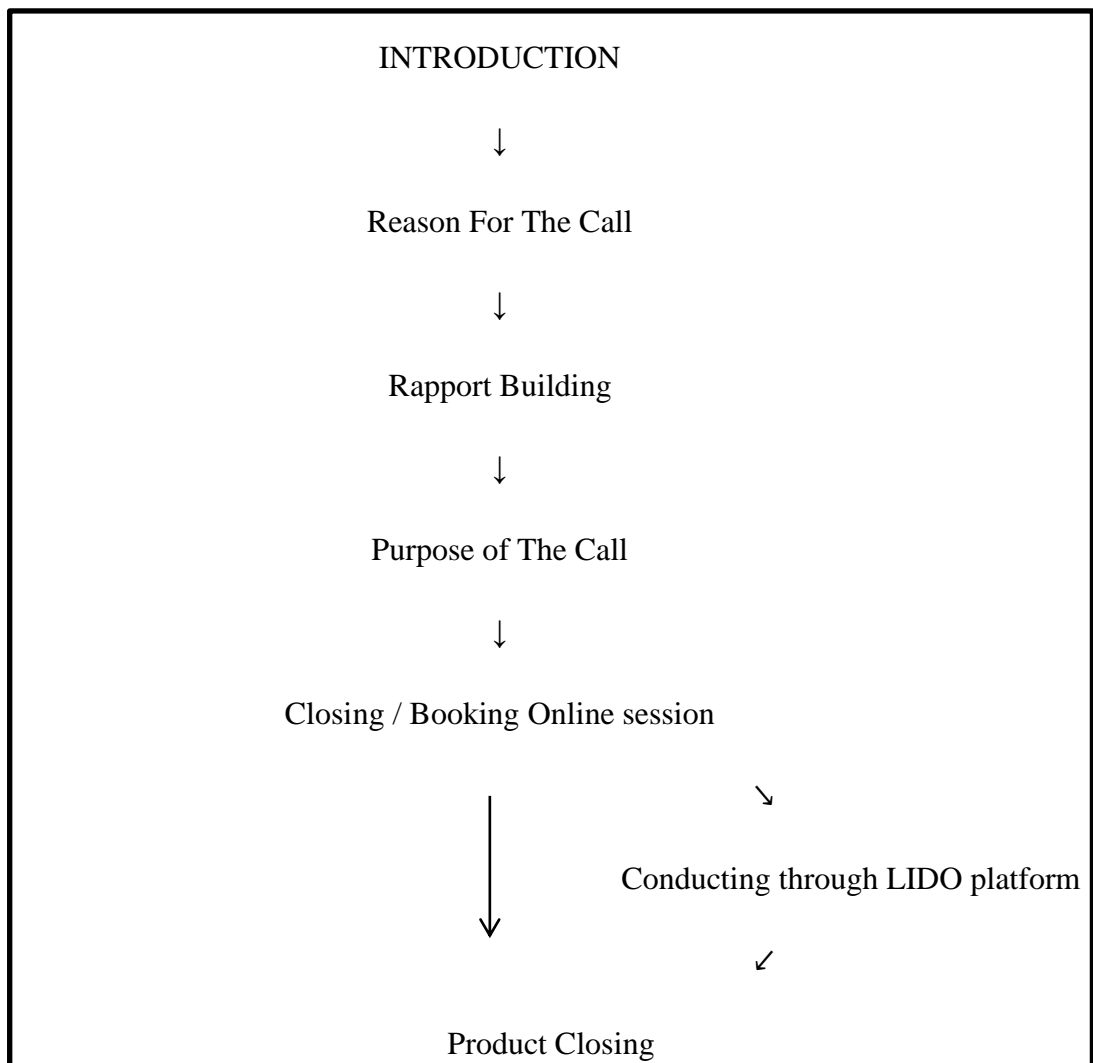 INTRODUCTION
↓
Reason For The Call
↓
Rapport Building
↓
Purpose of The Call
↓
Closing / Booking Online session
↘
Conducting through LIDO platform
↙
Product Closing